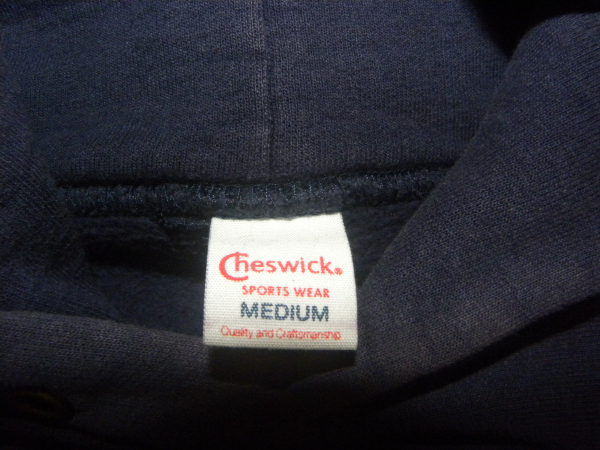 Cheswick®
SPORTS WEAR
MEDIUM
Quality and Craftsmanship